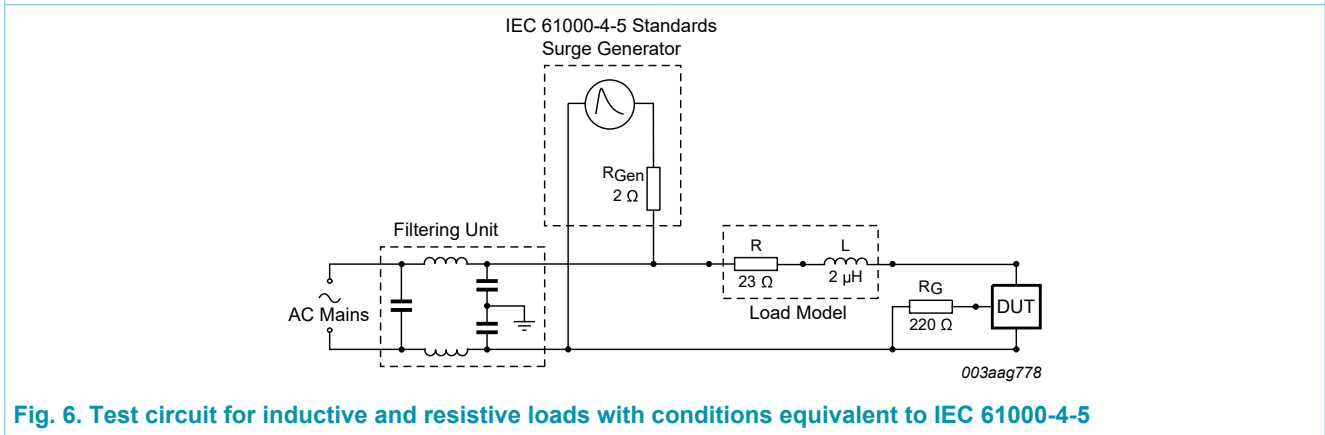 IEC 61000-4-5 Standards
Surge Generator
RGen
2 Ω
Filtering Unit
R
L
23 Ω
2 μH
AC Mains
Load Model
RG
220 Ω
DUT
003aag778
Fig. 6. Test circuit for inductive and resistive loads with conditions equivalent to IEC 61000-4-5